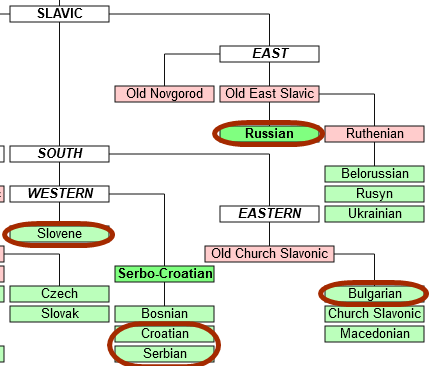 SLAVIC
EAST
Old Novgorod
Old East Slavic
Russian
Ruthenian
SOUTH
Belorussian
WESTERN
Rusyn
EASTERN
Ukrainian
Slovene
Old Church Slavonic
Serbo-Croatian
Czech
Bulgarian
Slovak
Bosnian
Church Slavonic
Croatian
Macedonian
Serbian